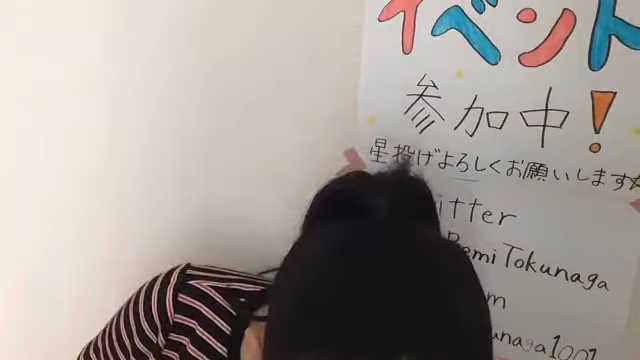 イベント
参加中!
星投げよろしくお願いします☆
itter
Remi Tokunaga
m
unaga1001